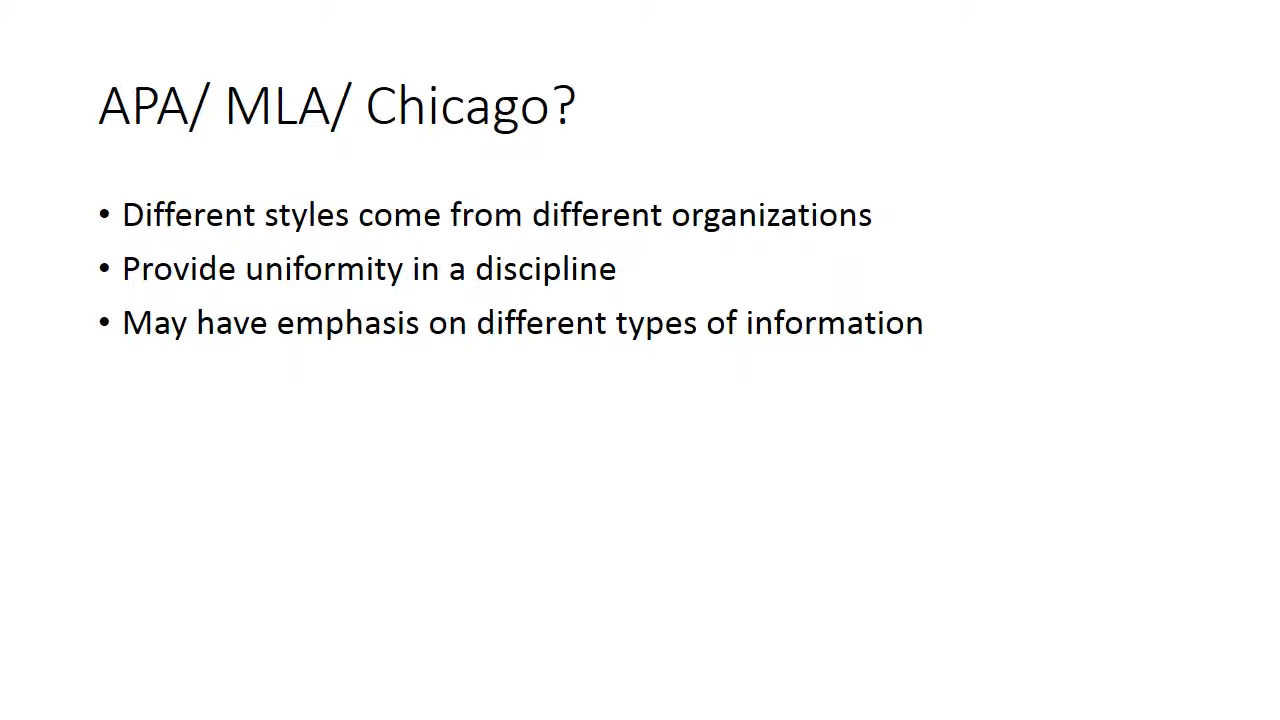 APA/ MLA/ Chicago?
• Different styles come from different organizations
• Provide uniformity in a discipline
• May have emphasis on different types of information